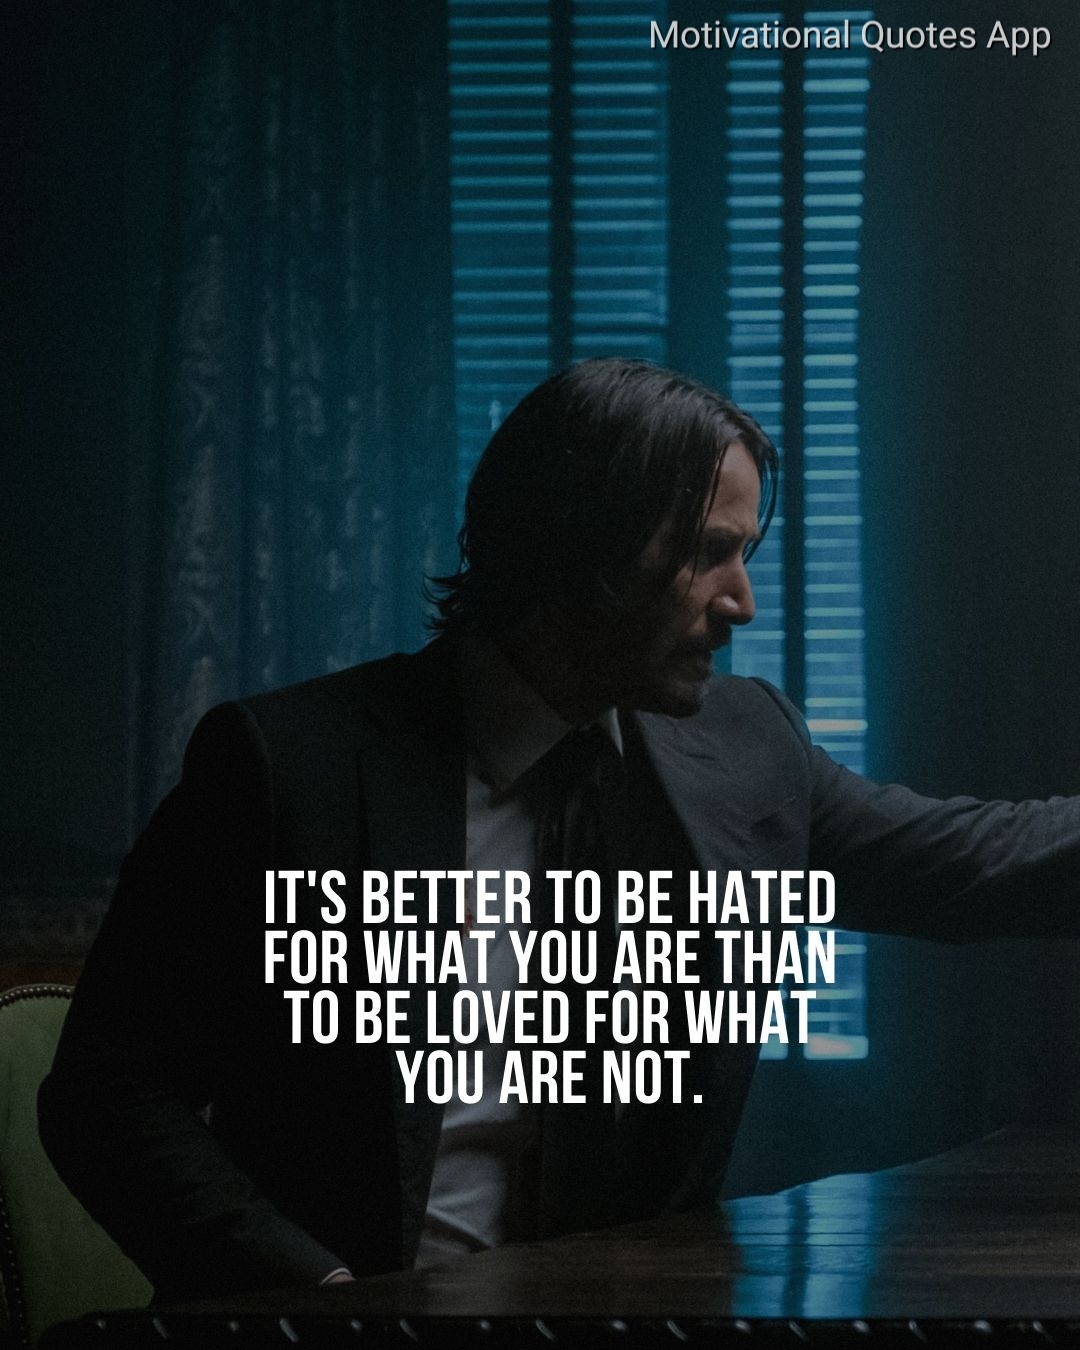 Motivational Quotes App
IT'S BETTER TO BE HATED
FOR WHAT YOU ARE THAN
TO BE LOVED FOR WHAT
YOU ARE NOT.